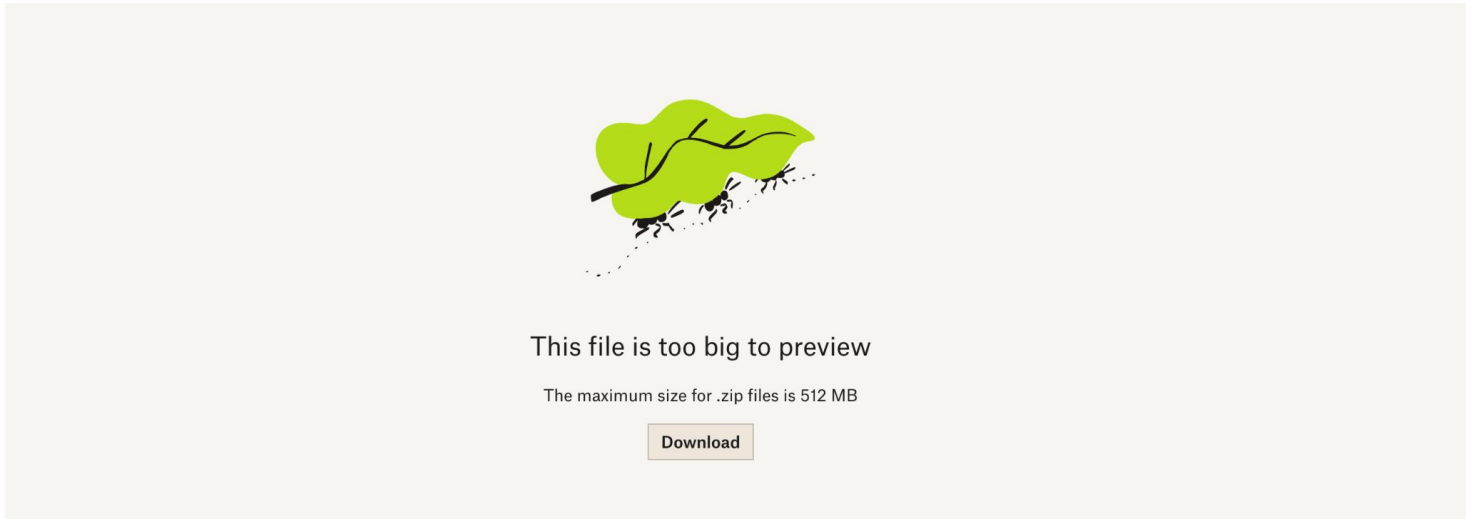 This file is too big to preview
The maximum size for .zip files is 512 MB
Download